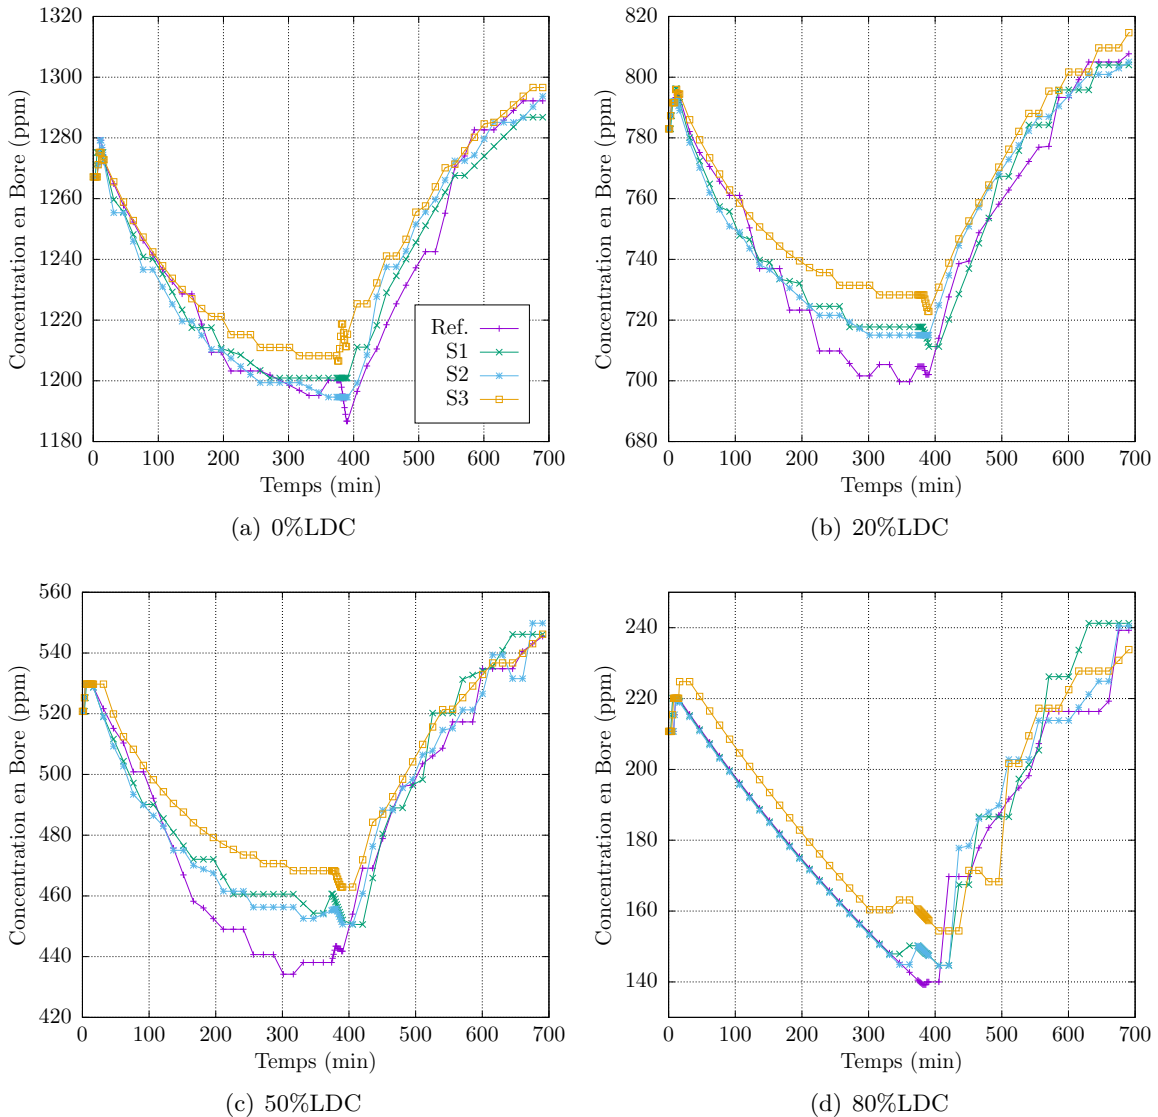 1320
1300
1280
1260
1240
1220
1200
1180
Concentration en Bore (ppm)
0 100 200 300 400 500 600 700
Temps (min)
Ref.
S1
S2
S3
(a) 0%LDC
820
800
780
760
740
720
700
680
Concentration en Bore (ppm)
0 100 200 300 400 500 600 700
Temps (min)
(b) 20%LDC
560
540
520
500
480
460
440
420
Concentration en Bore (ppm)
0 100 200 300 400 500 600 700
Temps (min)
(c) 50%LDC
240
220
200
180
160
140
Concentration en Bore (ppm)
0 100 200 300 400 500 600 700
Temps (min)
(d) 80%LDC